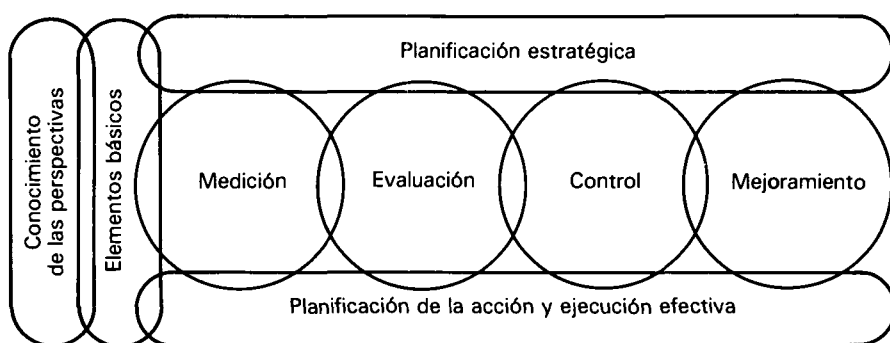 Conocimiento
de las perspectivas
Elementos básicos
Planificación estratégica
Medición
Evaluación
Control
Mejoramiento
Planificación de la acción y ejecución efectiva